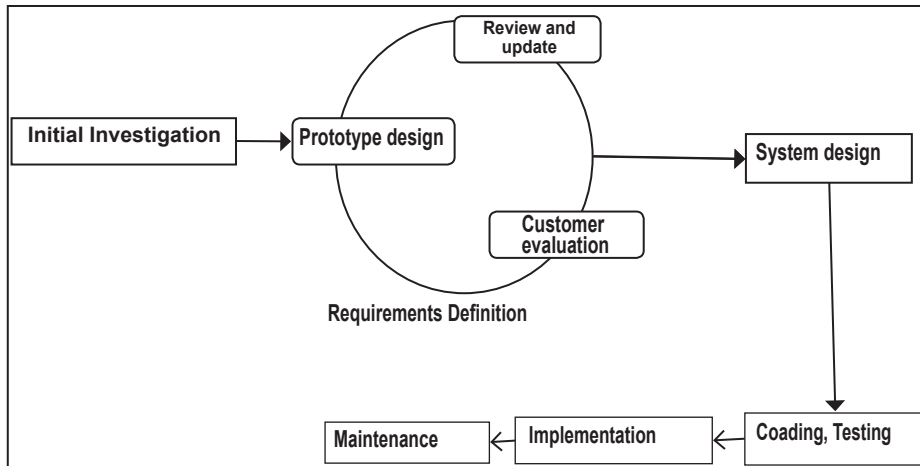 Review and
update
Initial Investigation
Prototype design
System design
Customer
evaluation
Requirements Definition
Maintenance
Implementation
Coading, Testing